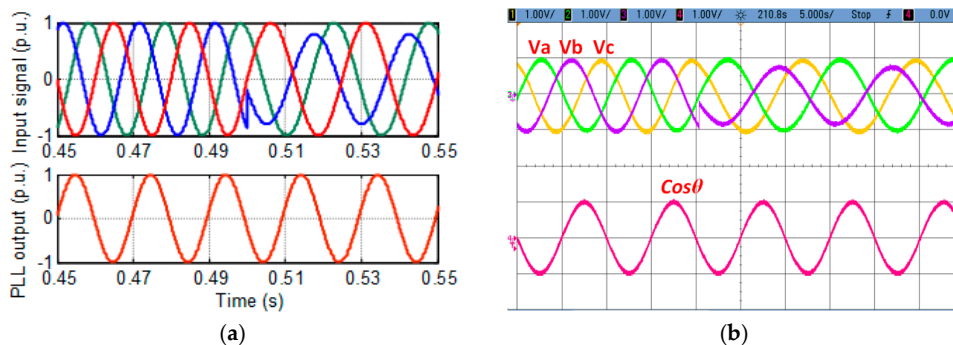 Input signal (p.u.)
1
0
-1
0.45 0.47 0.49 0.51 0.53 0.55
PLL output (p.u.)
1
0
-1
0.45 0.47 0.49 0.51 0.53 0.55
Time (s)
(a)
1 1.00V/ 2 1.00V/ 3 1.00V/ 4 1.00V/ 210.8s 5.000s/ Stop 4 0.0V
Va Vb Vc
Cosθ
(b)